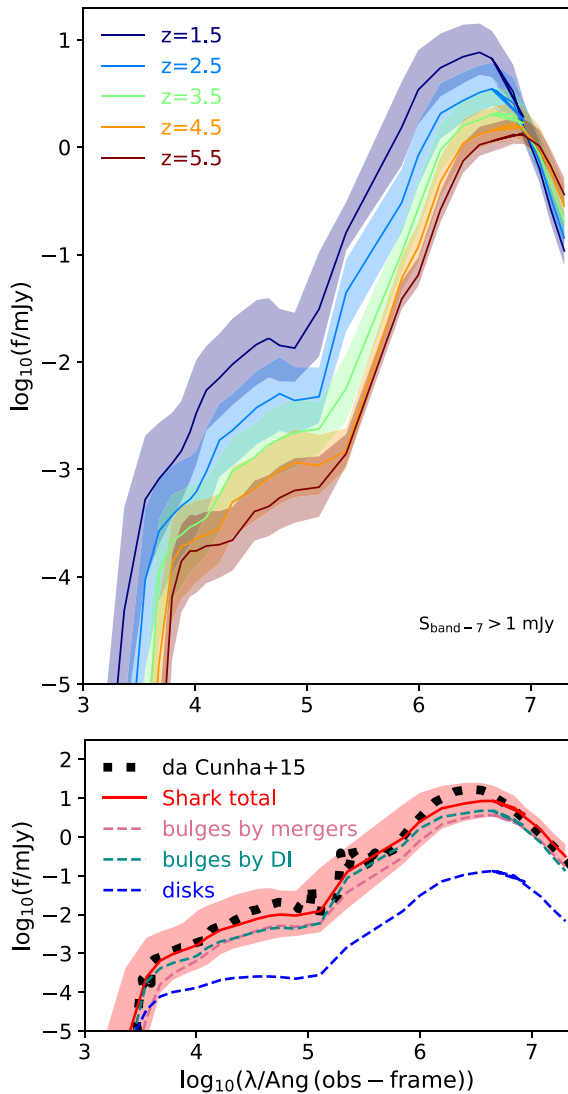 1
0
−1
−2
−3
−4
−5
log₁₀(f/mJy)
z=1.5
z=2.5
z=3.5
z=4.5
z=5.5
S_band−7 > 1 mJy
3 4 5 6 7
2
1
0
−1
−2
−3
−4
−5
log₁₀(f/mJy)
da Cunha+15
Shark total
bulges by mergers
bulges by DI
disks
3 4 5 6 7
log₁₀(λ/Ang (obs − frame))